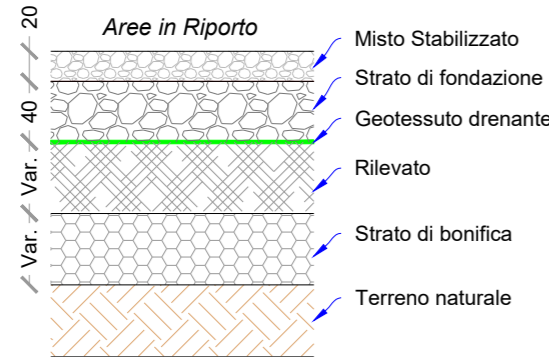 Aree in Riporto
20
40
Var.
Var.
Misto Stabilizzato
Strato di fondazione
Geotessuto drenante
Rilevato
Strato di bonifica
Terreno naturale